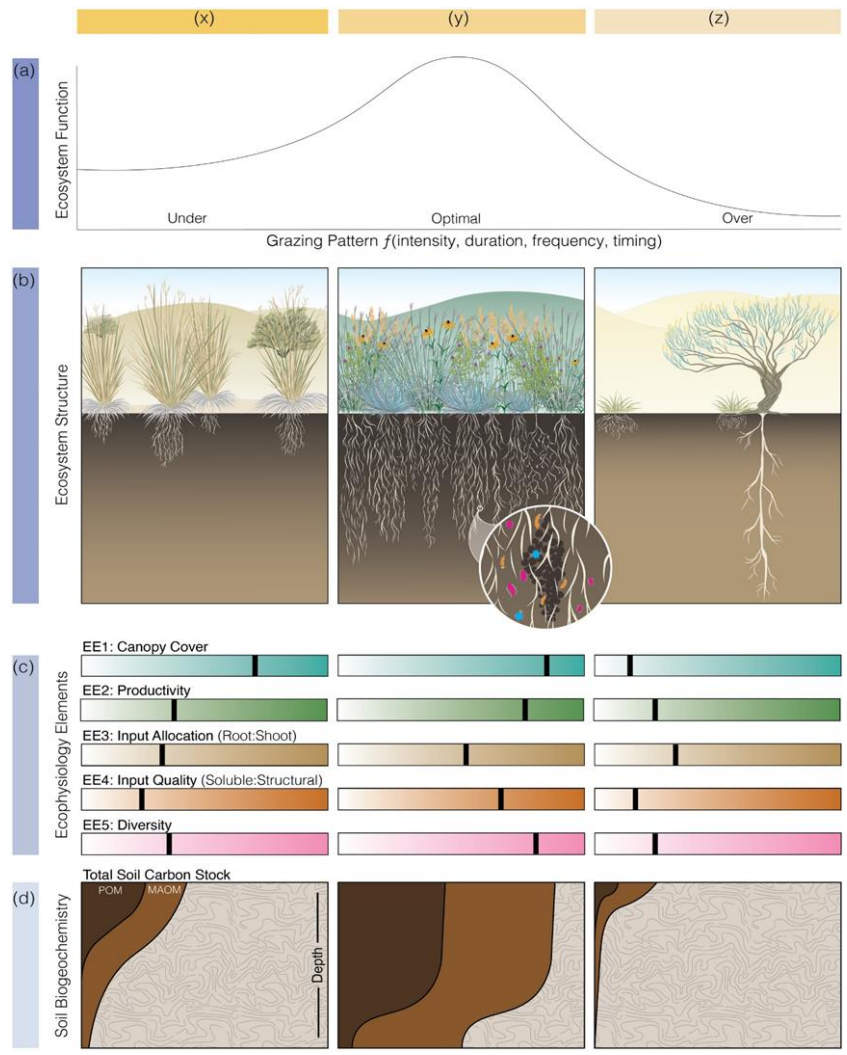 (x) (y) (z)
(a)
Ecosystem Function
Under Optimal Over
Grazing Pattern ƒ(intensity, duration, frequency, timing)
(b)
Ecosystem Structure
(c)
Ecophysiology Elements
EE1: Canopy Cover
EE2: Productivity
EE3: Input Allocation (Root:Shoot)
EE4: Input Quality (Soluble:Structural)
EE5: Diversity
(d)
Soil Biogeochemistry
Total Soil Carbon Stock
POM MAOM
Depth